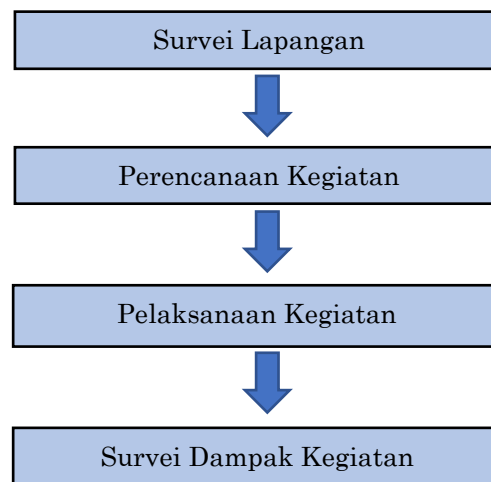 Survei Lapangan
Perencanaan Kegiatan
Pelaksanaan Kegiatan
Survei Dampak Kegiatan